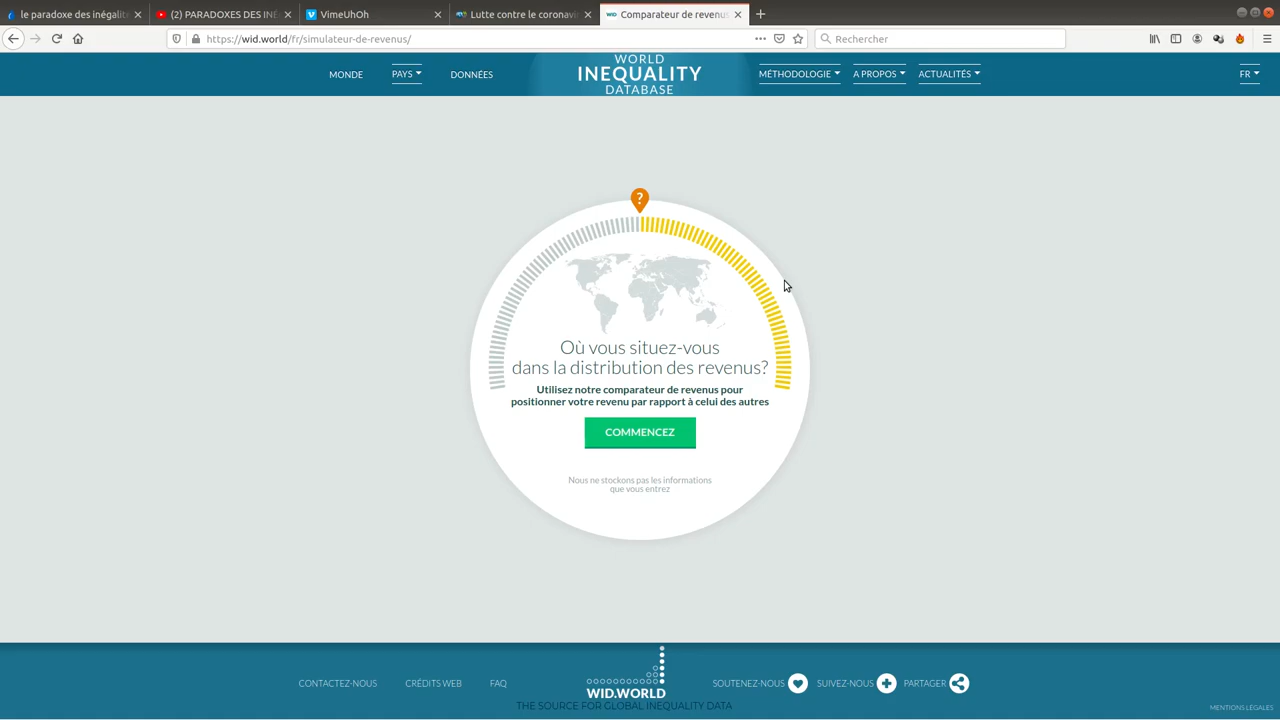 le paradoxe des inégalité
(2) PARADOXES DES INÉ
VimeUhOh
Lutte contre le coronavi
Comparateur de revenus
https://wid.world/fr/simulateur-de-revenus/
Rechercher
MONDE
PAYS
DONNÉES
WORLD
INEQUALITY
DATABASE
MÉTHODOLOGIE
A PROPOS
ACTUALITÉS
FR
?
Où vous situez-vous
dans la distribution des revenus?
Utilisez notre comparateur de revenus pour
positionner votre revenu par rapport à celui des autres
COMMENCEZ
Nous ne stockons pas les informations
que vous entrez
CONTACTEZ-NOUS
CRÉDITS WEB
FAQ
WID.WORLD
THE SOURCE FOR GLOBAL INEQUALITY DATA
SOUTENEZ-NOUS
SUIVEZ-NOUS
PARTAGER
MENTIONS LÉGALES